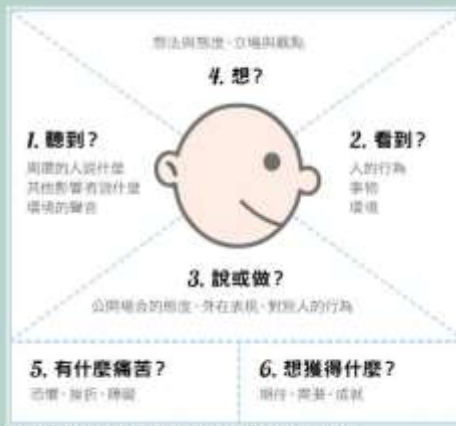 想法與態度、立場與觀點
4. 想？
1. 聽到？
周遭的人說什麼
其他影響者說什麼
環境的聲音
2. 看到？
人的行為
事物
環境
3. 說或做？
公開場合的態度、外在表現、對別人的行為
5. 有什麼痛苦？
恐懼、挫折、障礙
6. 想獲得什麼？
期待、需要、成就